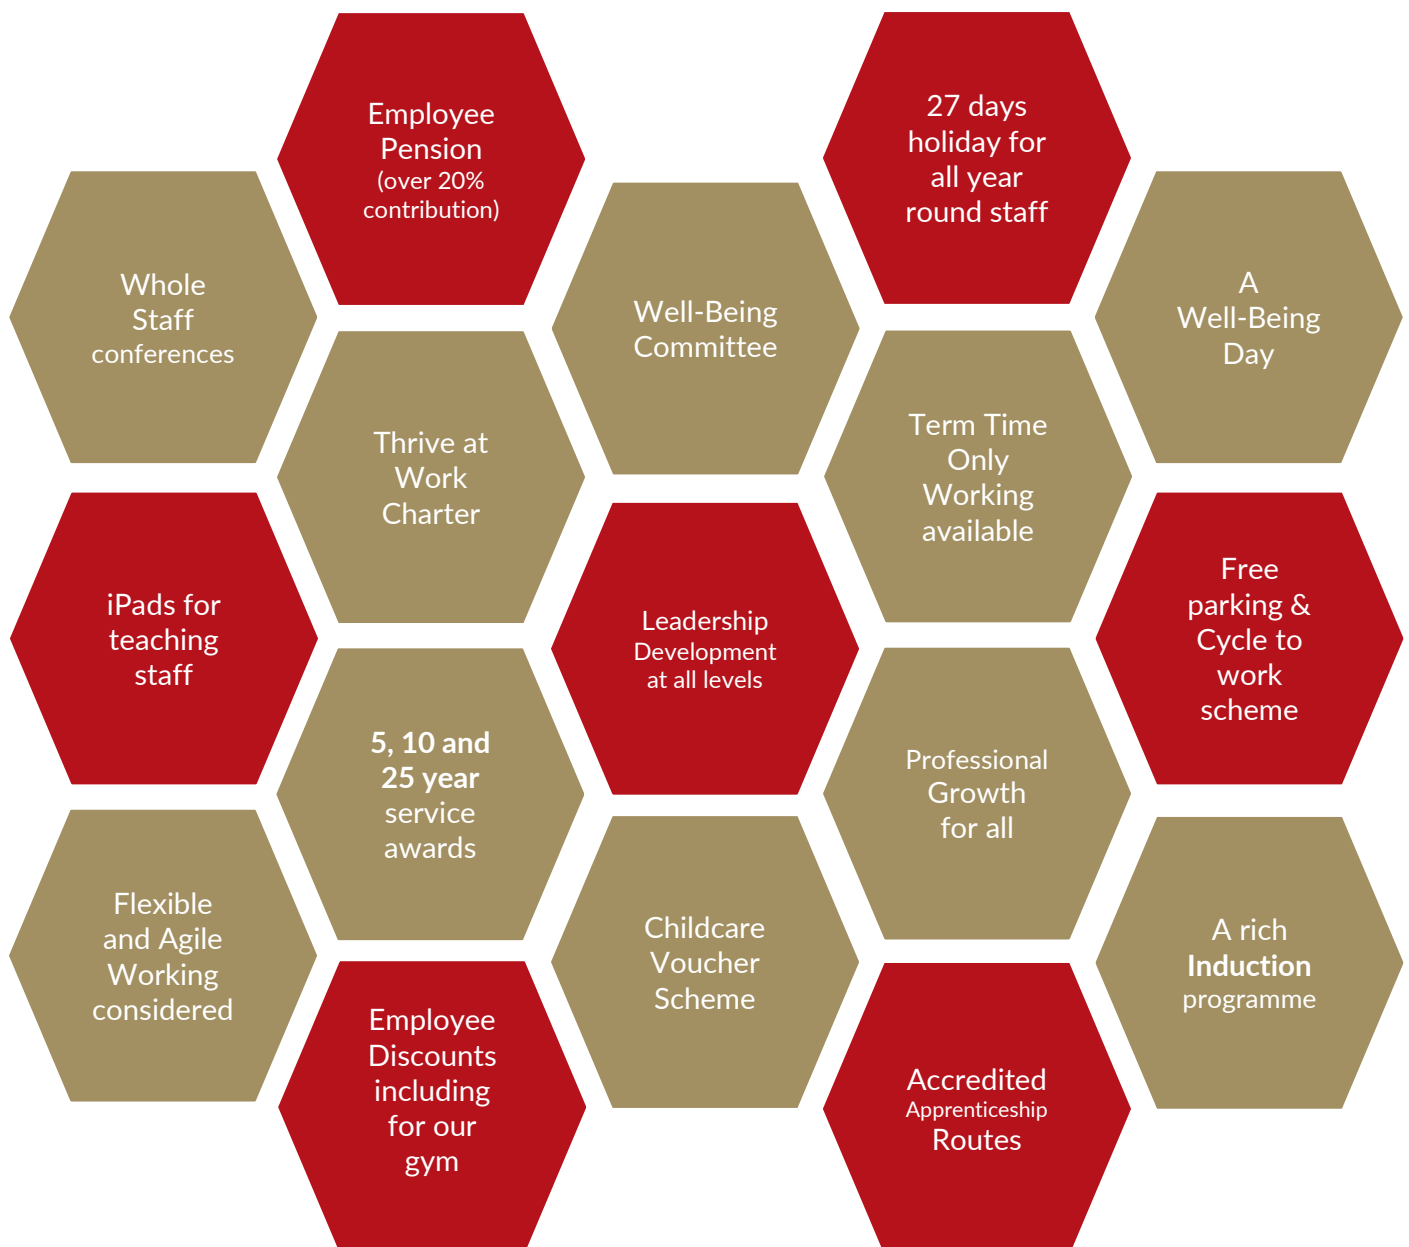 Employee
Pension
(over 20%
contribution)
27 days
holiday for
all year
round staff
Whole
Staff
conferences
Well-Being
Committee
A
Well-Being
Day
Thrive at
Work
Charter
Term Time
Only
Working
available
iPads for
teaching
staff
Leadership
Development
at all levels
Free
parking &
Cycle to
work
scheme
5, 10 and
25 year
service
awards
Professional
Growth
for all
Flexible
and Agile
Working
considered
Childcare
Voucher
Scheme
A rich
Induction
programme
Employee
Discounts
including
for our
gym
Accredited
Apprenticeship
Routes